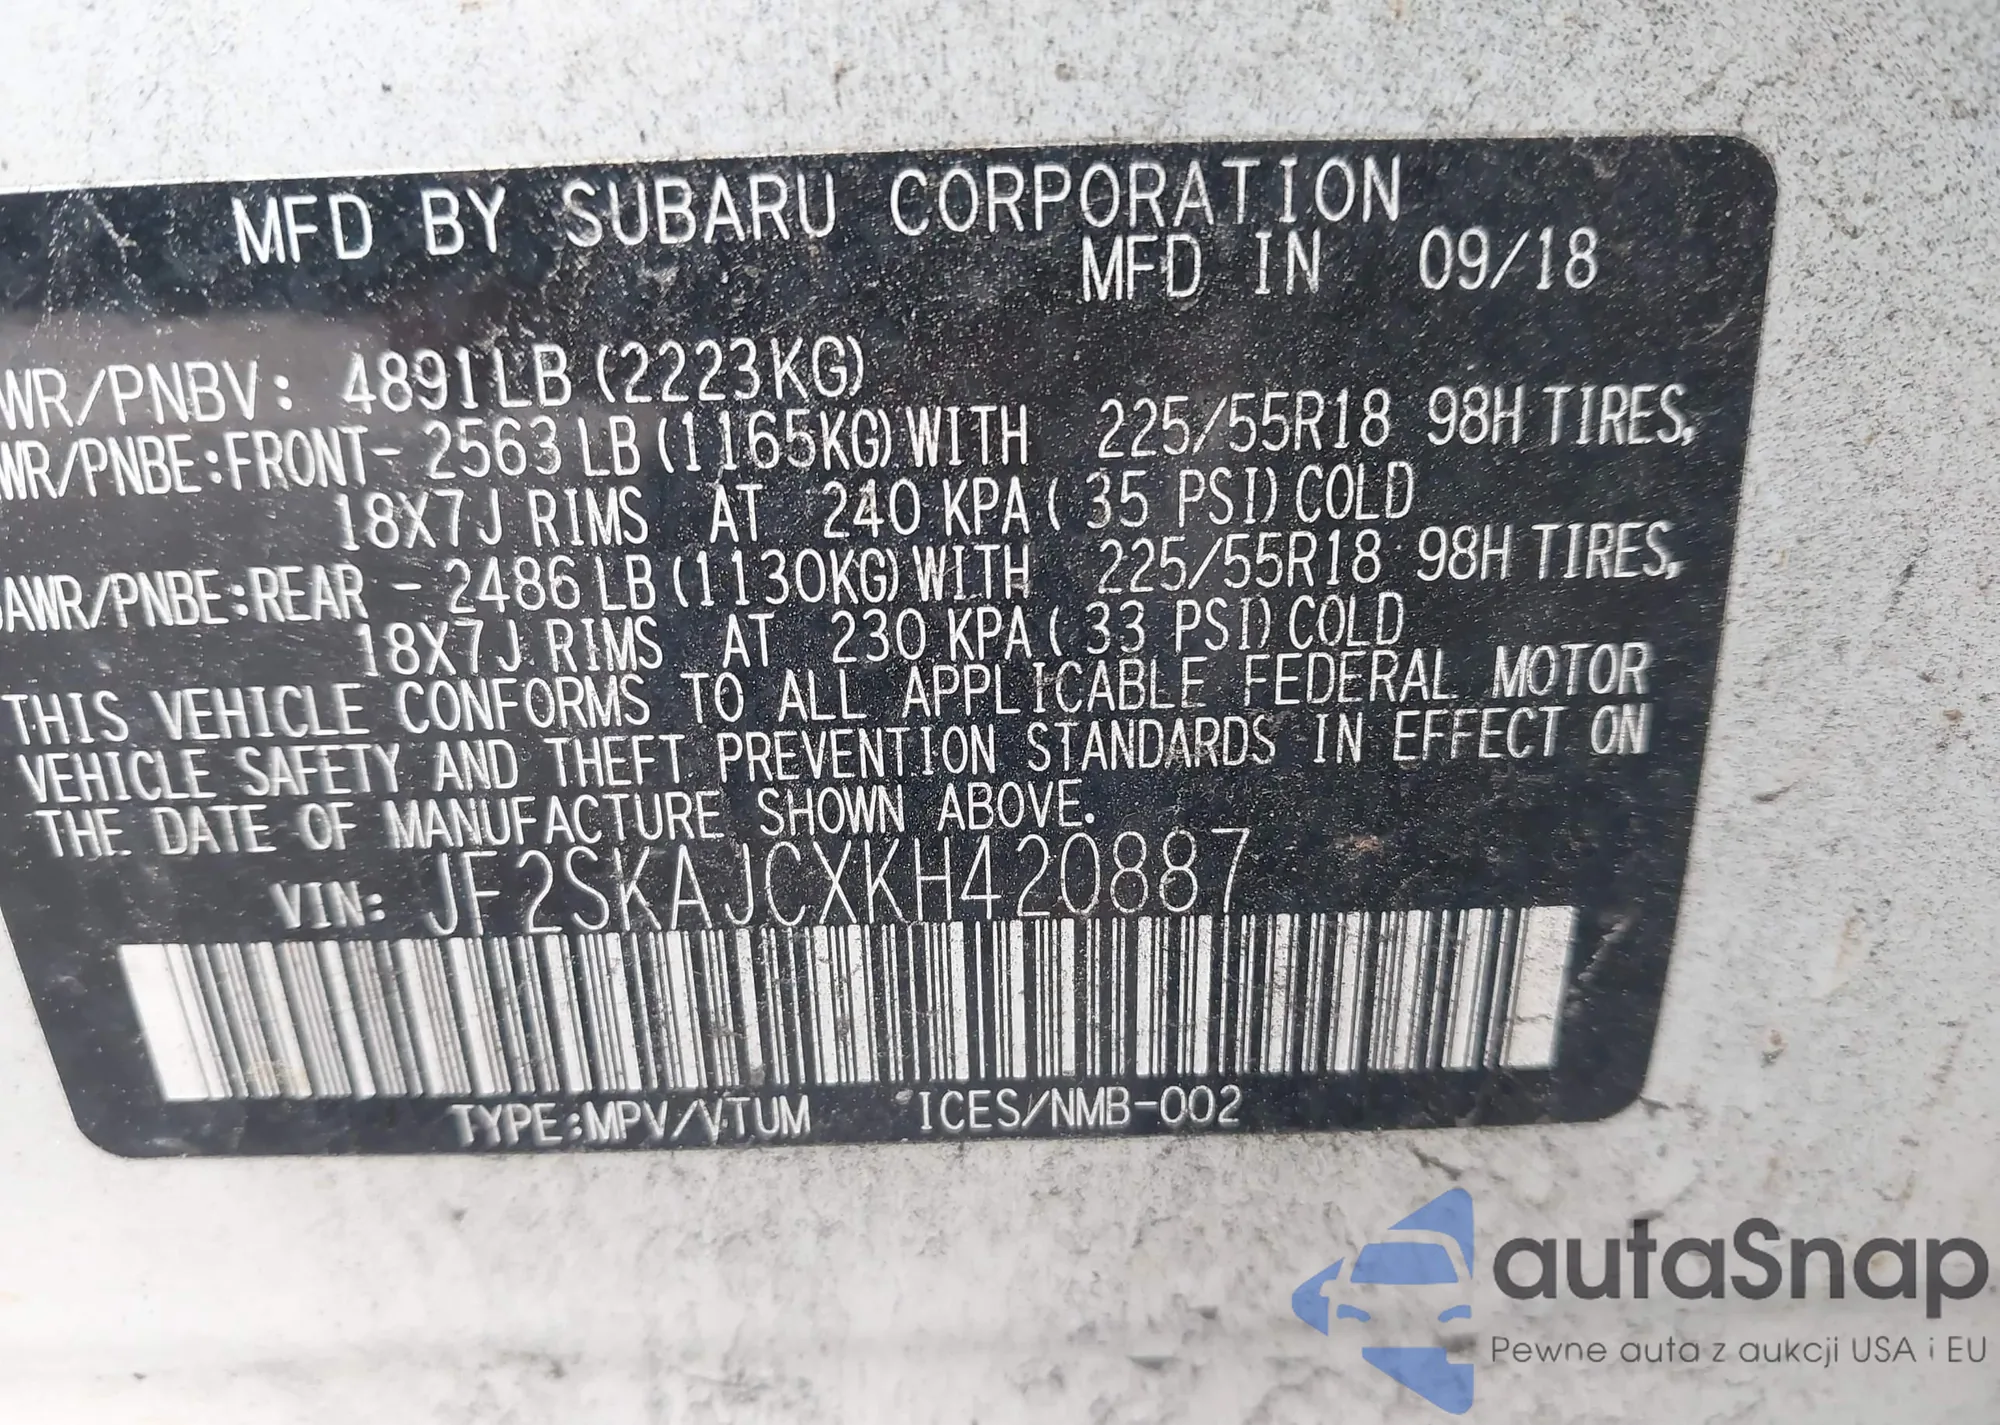 MFD BY SUBARU CORPORATION
MFD IN 09/18
WR/PNBV: 4891LB (2223KG)
WR/PNBE:FRONT- 2563 LB (1165KG) WITH 225/55R18 98H TIRES,
18X7J RIMS AT 240 KPA ( 35 PSI) COLD
AWR/PNBE:REAR - 2486 LB (1130KG) WITH 225/55R18 98H TIRES,
18X7J RIMS AT 230 KPA ( 33 PSI) COLD
THIS VEHICLE CONFORMS TO ALL APPLICABLE FEDERAL MOTOR
VEHICLE SAFETY AND THEFT PREVENTION STANDARDS IN EFFECT ON
THE DATE OF MANUFACTURE SHOWN ABOVE.
VIN: JF2SKAJCXKH420887
TYPE:MPV/VTUM ICES/NMB-002
autaSnap
Pewne auta z aukcji USA i EU